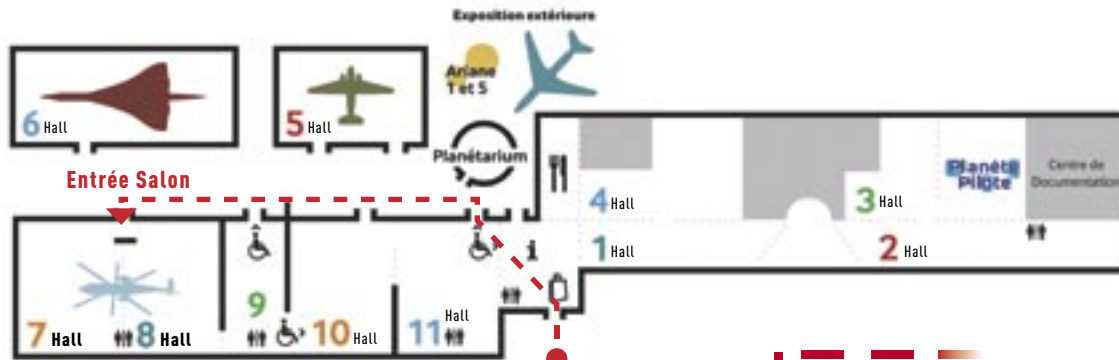 Exposition extérieure
Ariane
1 et 5
6 Hall
5 Hall
Planétarium
Planète
Pilote
Centre de
Documentation
Entrée Salon
4 Hall
3 Hall
i
1 Hall
2 Hall
9
Hall
7 Hall
8 Hall
10 Hall
11